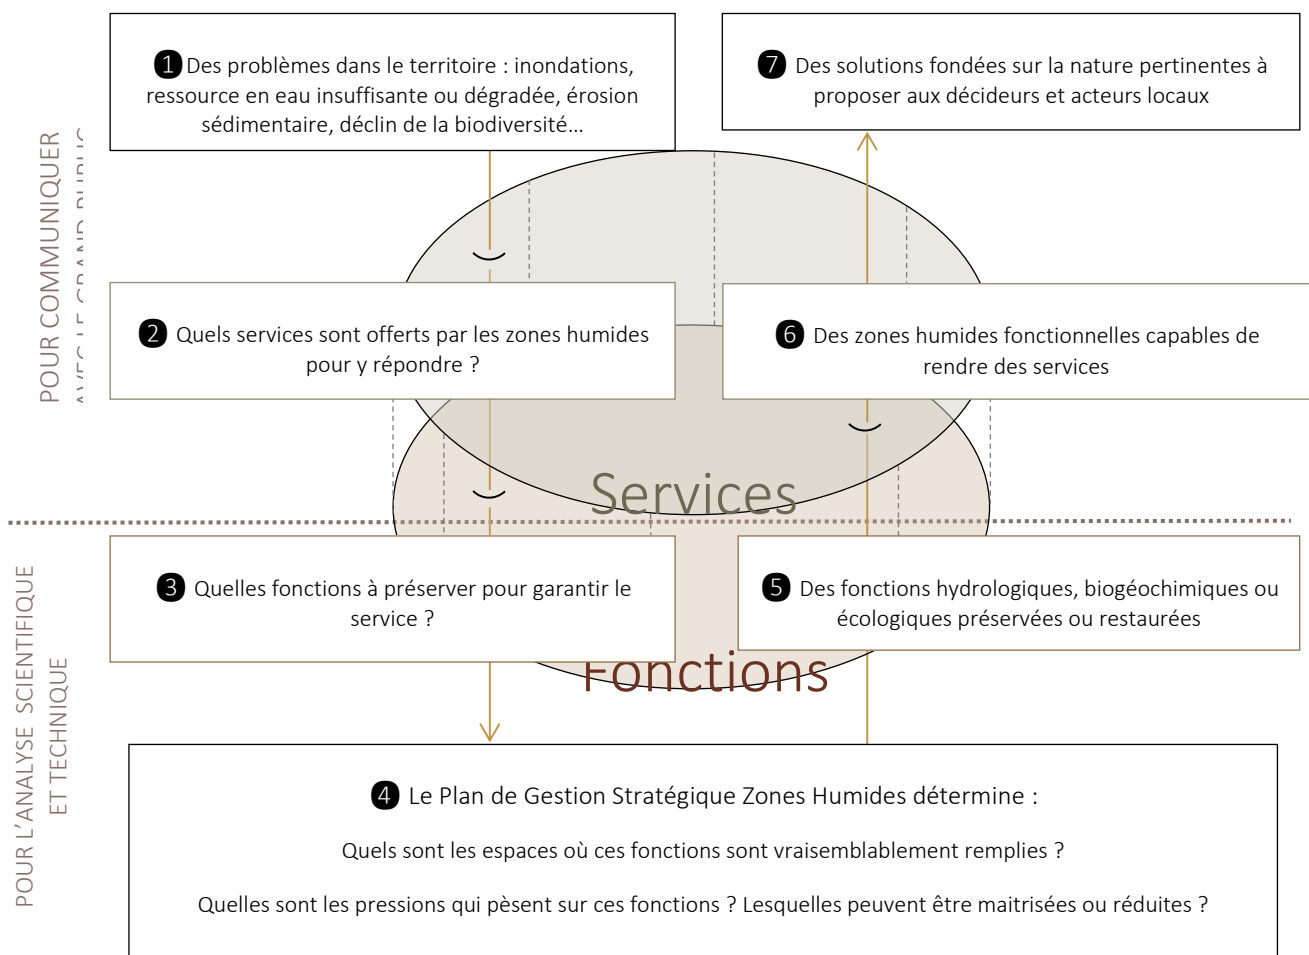 ❶ Des problèmes dans le territoire : inondations,
ressource en eau insuffisante ou dégradée, érosion
sédimentaire, déclin de la biodiversité…
❼ Des solutions fondées sur la nature pertinentes à
proposer aux décideurs et acteurs locaux
POUR COMMUNIQUER
AVEC LE GRAND PUBLIC
❷ Quels services sont offerts par les zones humides
pour y répondre ?
❻ Des zones humides fonctionnelles capables de
rendre des services
Services
❸ Quelles fonctions à préserver pour garantir le
service ?
❺ Des fonctions hydrologiques, biogéochimiques ou
écologiques préservées ou restaurées
Fonctions
POUR L’ANALYSE SCIENTIFIQUE
ET TECHNIQUE
❹ Le Plan de Gestion Stratégique Zones Humides détermine :
Quels sont les espaces où ces fonctions sont vraisemblablement remplies ?
Quelles sont les pressions qui pèsent sur ces fonctions ? Lesquelles peuvent être maitrisées ou réduites ?